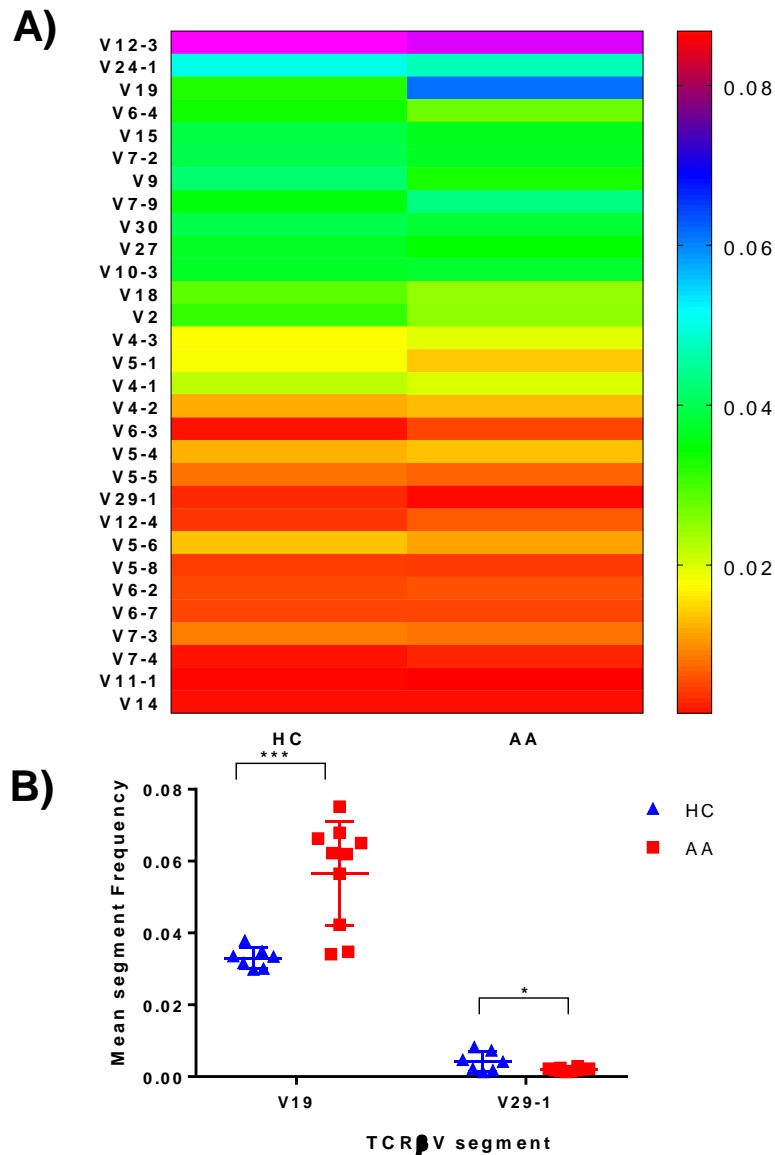 A)
V12-3
V24-1
V19
V6-4
V15
V7-2
V9
V7-9
V30
V27
V10-3
V18
V2
V4-3
V5-1
V4-1
V4-2
V6-3
V5-4
V5-5
V29-1
V12-4
V5-6
V5-8
V6-2
V6-7
V7-3
V7-4
V11-1
V14
HC AA
0.08
0.06
0.04
0.02
B)
Mean segment Frequency
0.08
0.06
0.04
0.02
0.00
***
*
HC
AA
V19 V29-1
TCRβV segment